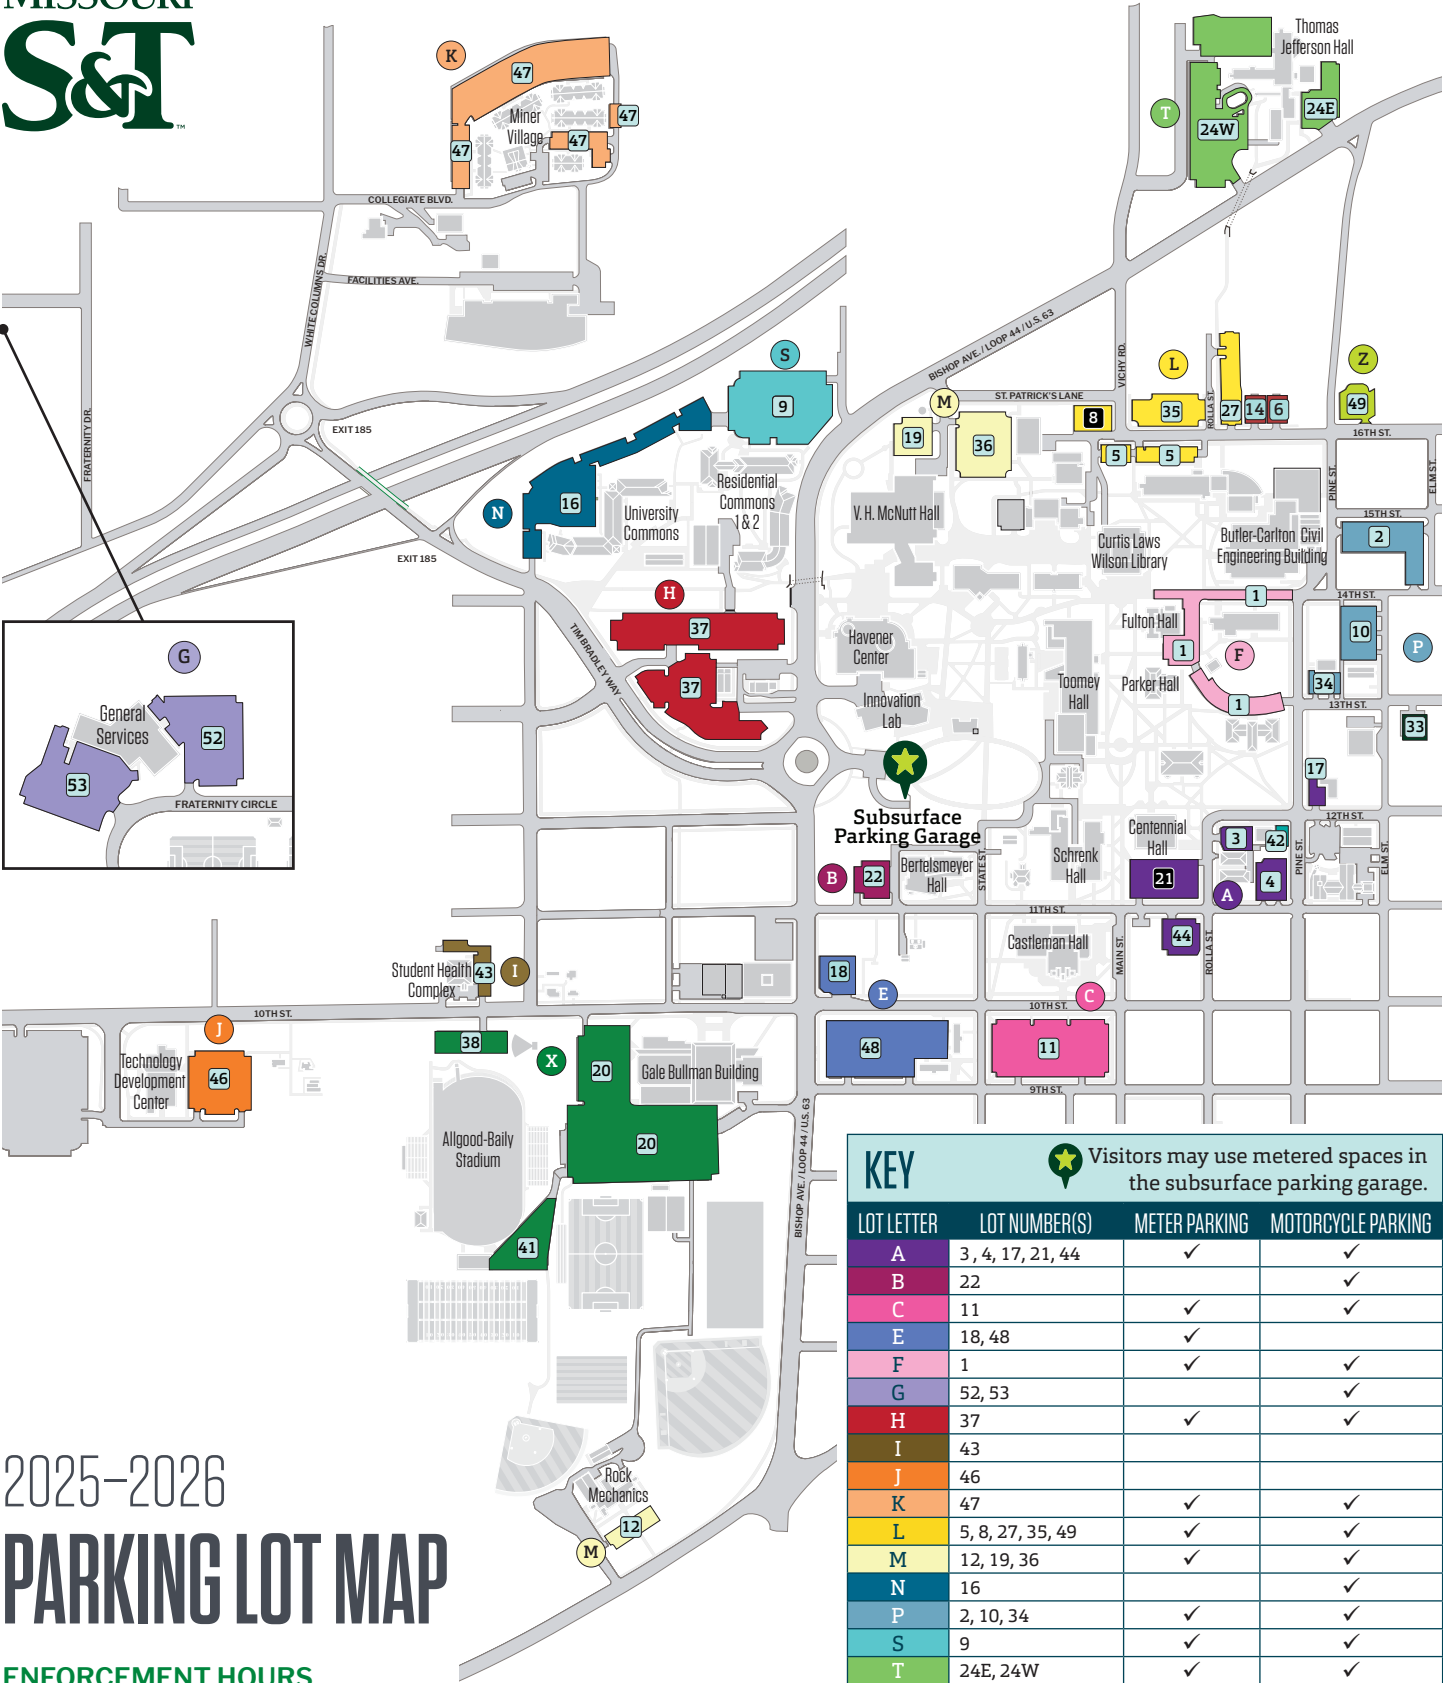 MISSOURI
S&T
™
K
47
47
47
47
Miner
Village
COLLEGIATE BLVD.
FACILITIES AVE.
WHITE COLUMNS DR.
FRATERNITY DR.
EXIT 185
EXIT 185
Thomas
Jefferson Hall
T
24W
24E
BISHOP AVE. / LOOP 44 / U.S. 63
VICHY RD.
S
9
N
16
University
Commons
Residential
Commons
1 & 2
M
19
36
ST. PATRICK'S LANE
8
L
35
ROLLA ST.
27
14
6
Z
49
16TH ST.
5
5
PINE ST.
ELM ST.
V. H. McNutt Hall
Curtis Laws
Wilson Library
Butler-Carlton Civil
Engineering Building
15TH ST.
2
14TH ST.
10
P
34
13TH ST.
33
H
37
37
TIM BRADLEY WAY
Havener
Center
Innovation
Lab
Toomey
Hall
Fulton Hall
Parker Hall
1
1
1
F
G
General
Services
52
53
FRATERNITY CIRCLE
Subsurface
Parking Garage
17
12TH ST.
B
22
Bertelsmeyer
Hall
STATE ST.
Schrenk
Hall
Centennial
Hall
21
3
42
4
A
PINE ST.
ELM ST.
11TH ST.
44
MAIN ST.
ROLLA ST.
Castleman Hall
Student Health
Complex
43
I
18
E
C
10TH ST.
10TH ST.
48
11
9TH ST.
J
46
Technology
Development
Center
38
X
20
20
Gale Bullman Building
Allgood-Baily
Stadium
41
BISHOP AVE. / LOOP 44 / U.S. 63
Rock
Mechanics
12
M
KEY
Visitors may use metered spaces in
the subsurface parking garage.
LOT LETTER LOT NUMBER(S) METER PARKING MOTORCYCLE PARKING
A 3, 4, 17, 21, 44 ✓ ✓
B 22 ✓
C 11 ✓ ✓
E 18, 48 ✓
F 1 ✓ ✓
G 52, 53 ✓
H 37 ✓ ✓
I 43
J 46
K 47 ✓ ✓
L 5, 8, 27, 35, 49 ✓ ✓
M 12, 19, 36 ✓ ✓
N 16 ✓
P 2, 10, 34 ✓ ✓
S 9 ✓ ✓
T 24E, 24W ✓ ✓
2025–2026
PARKING LOT MAP
ENFORCEMENT HOURS